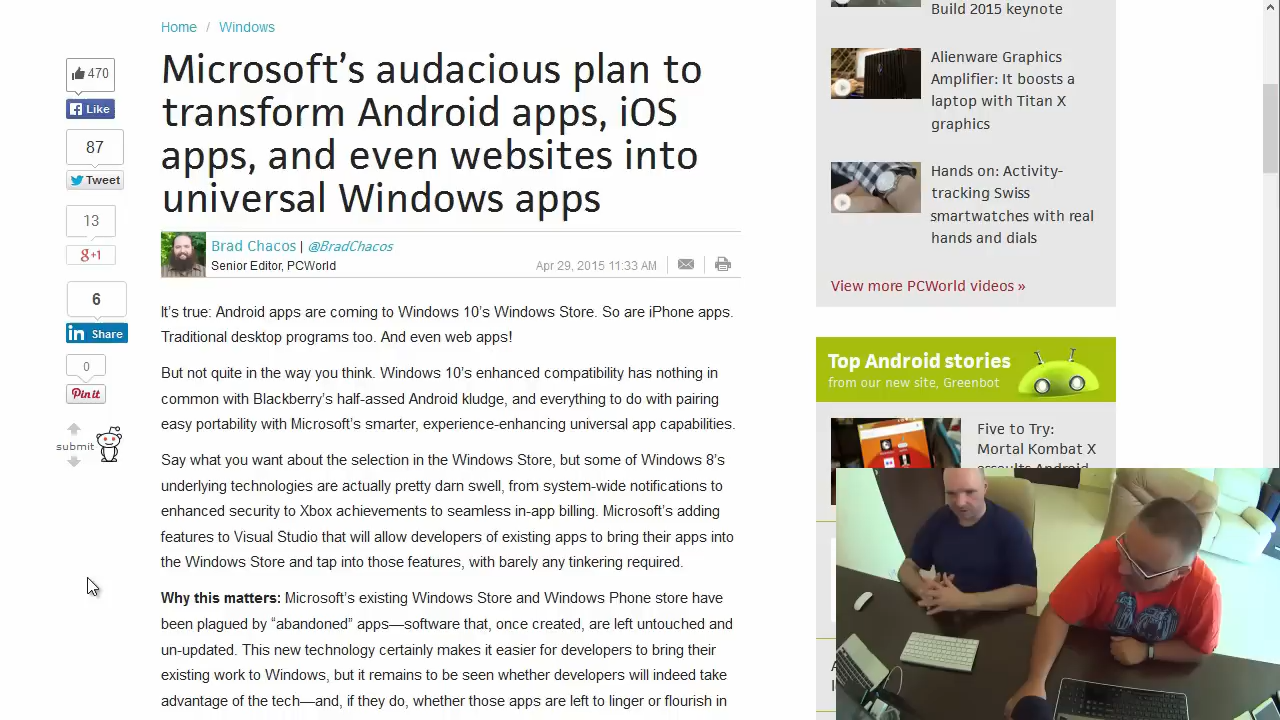 Home / Windows
Microsoft’s audacious plan to
transform Android apps, iOS
apps, and even websites into
universal Windows apps
Brad Chacos | @BradChacos
Senior Editor, PCWorld
Apr 29, 2015 11:33 AM
470
Like
87
Tweet
13
g+1
6
in Share
0
Pin it
submit
It’s true: Android apps are coming to Windows 10’s Windows Store. So are iPhone apps.
Traditional desktop programs too. And even web apps!
But not quite in the way you think. Windows 10’s enhanced compatibility has nothing in
common with Blackberry’s half-assed Android kludge, and everything to do with pairing
easy portability with Microsoft’s smarter, experience-enhancing universal app capabilities.
Say what you want about the selection in the Windows Store, but some of Windows 8’s
underlying technologies are actually pretty darn swell, from system-wide notifications to
enhanced security to Xbox achievements to seamless in-app billing. Microsoft’s adding
features to Visual Studio that will allow developers of existing apps to bring their apps into
the Windows Store and tap into those features, with barely any tinkering required.
Why this matters: Microsoft’s existing Windows Store and Windows Phone store have
been plagued by “abandoned” apps—software that, once created, are left untouched and
un-updated. This new technology certainly makes it easier for developers to bring their
existing work to Windows, but it remains to be seen whether developers will indeed take
advantage of the tech—and, if they do, whether those apps are left to linger or flourish in
Build 2015 keynote
Alienware Graphics
Amplifier: It boosts a
laptop with Titan X
graphics
Hands on: Activity-
tracking Swiss
smartwatches with real
hands and dials
View more PCWorld videos »
Top Android stories
from our new site, Greenbot
Five to Try:
Mortal Kombat X
assaults Android